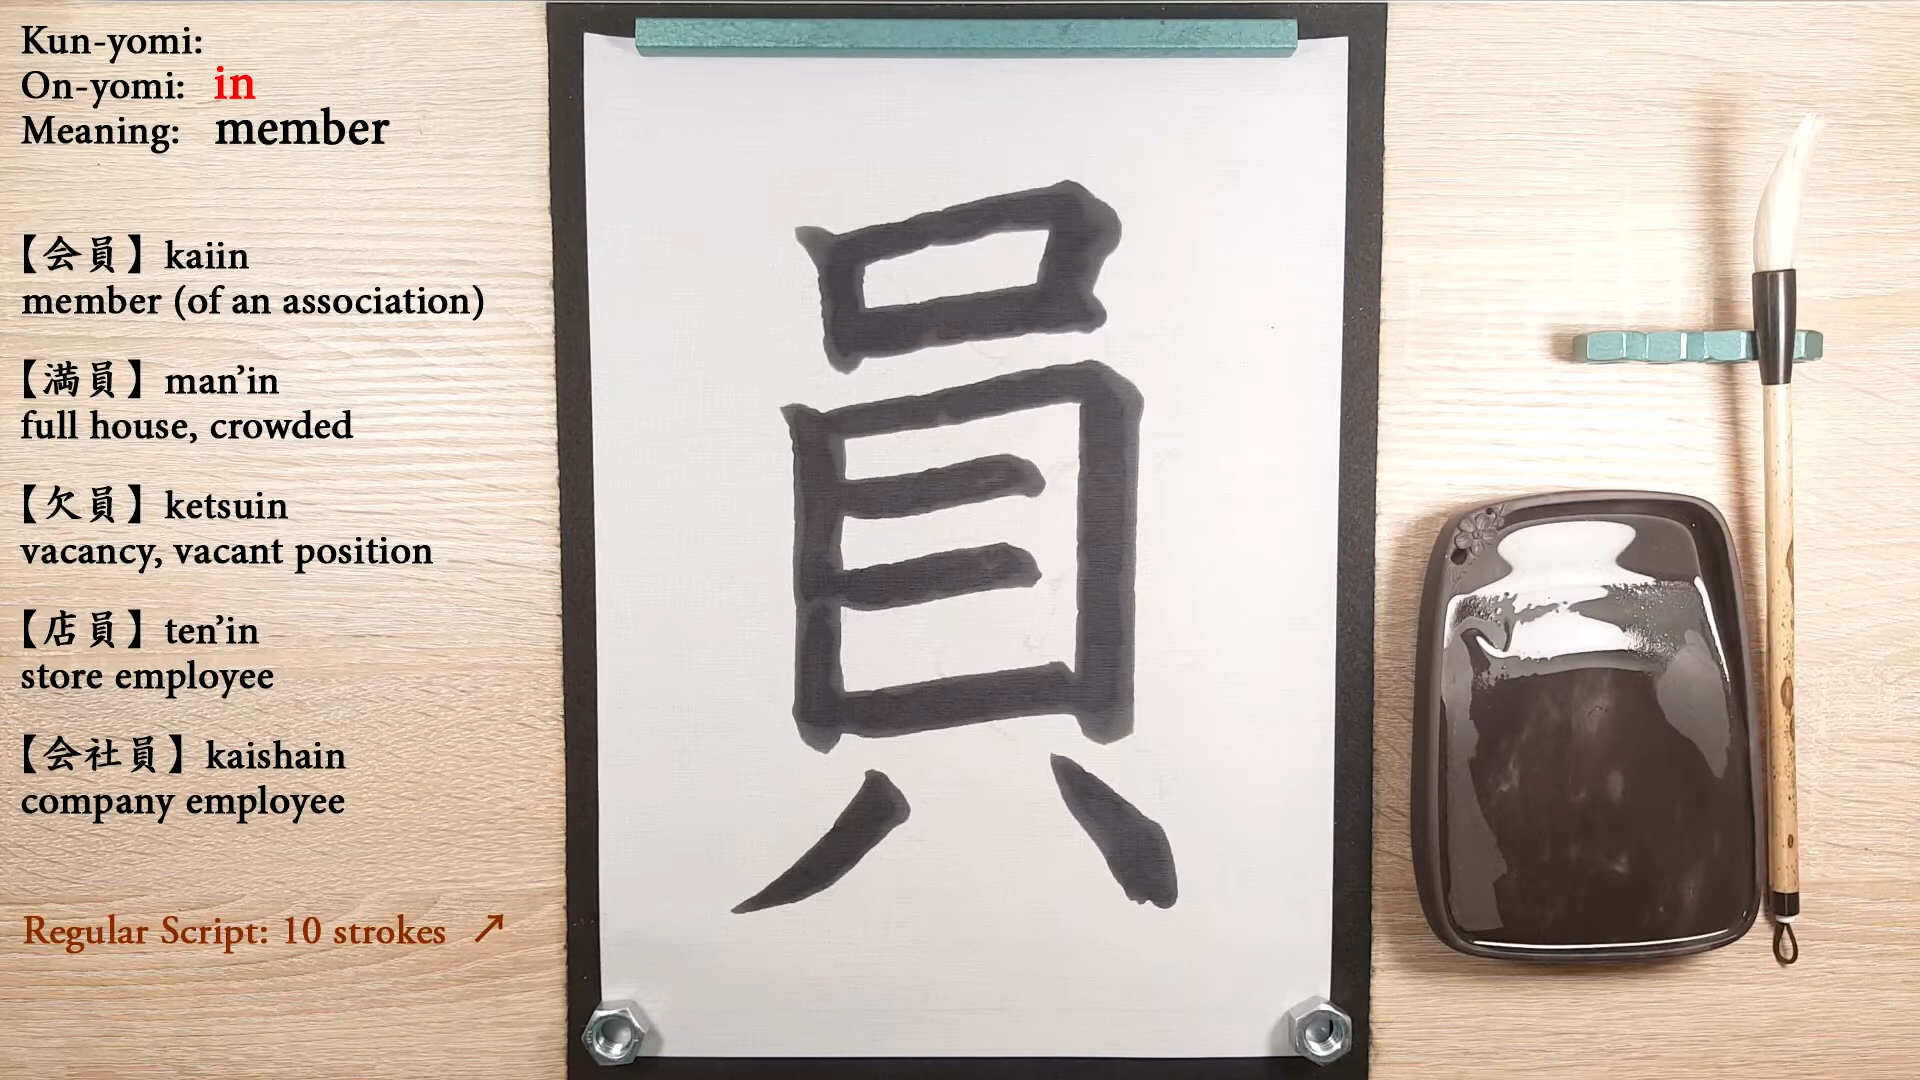 Kun-yomi:
On-yomi: in
Meaning: member
【会員】 kaiin
member (of an association)
【満員】 man’in
full house, crowded
【欠員】 ketsuin
vacancy, vacant position
【店員】 ten’in
store employee
【会社員】 kaishain
company employee
Regular Script: 10 strokes ↗
員